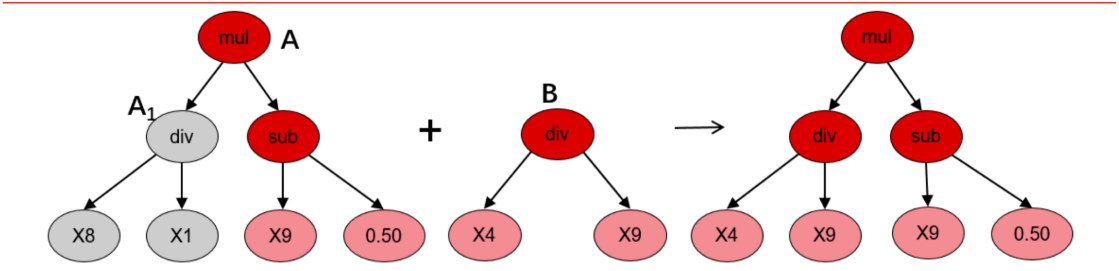 mul A mul
A1 B
div sub + div div sub
X8 X1 X9 0.50 X4 X9 X4 X9 X9 0.50